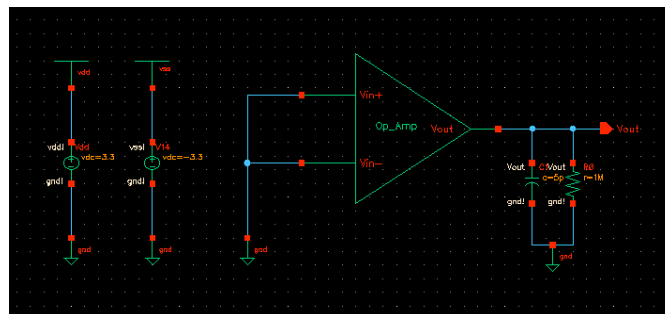 vdd
vss
Vin+
Op_Amp
Vout
Vout
vdd!
Vdd
vdc=3.3
gnd!
vss!
V14
vdc=-3.3
gnd!
Vin-
Vout
Vout
R0
c=5p
r=1M
gnd!
gnd!
gnd
gnd
gnd
gnd